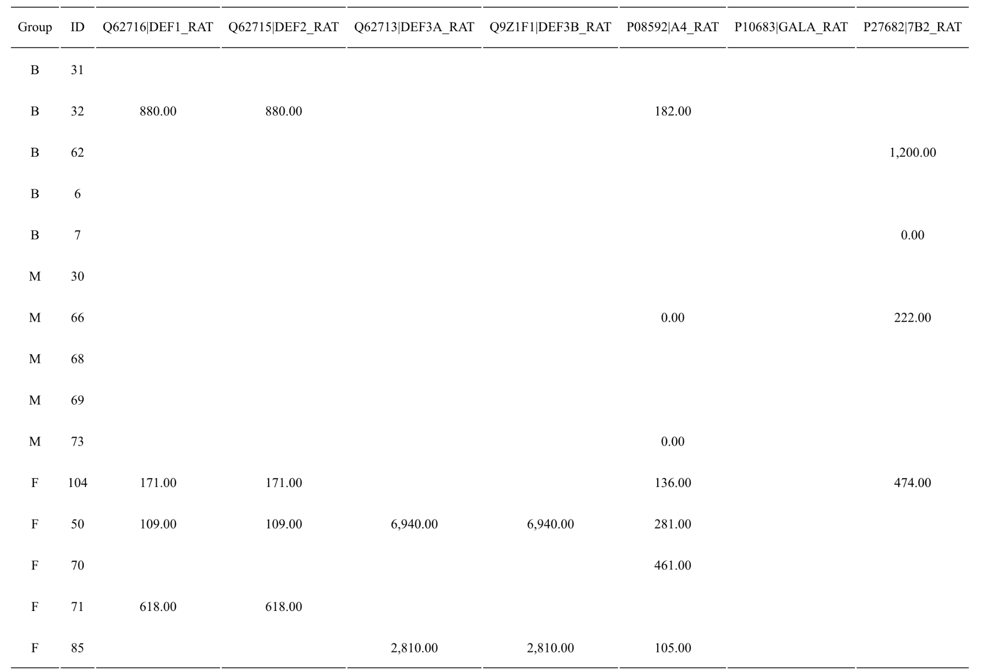 Group ID Q62716|DEF1_RAT Q62715|DEF2_RAT Q62713|DEF3A_RAT Q9Z1F1|DEF3B_RAT P08592|A4_RAT P10683|GALA_RAT P27682|7B2_RAT
B 31
B 32 880.00 880.00 182.00
B 62 1,200.00
B 6
B 7 0.00
M 30
M 66 0.00 222.00
M 68
M 69
M 73 0.00
F 104 171.00 171.00 136.00 474.00
F 50 109.00 109.00 6,940.00 6,940.00 281.00
F 70 461.00
F 71 618.00 618.00
F 85 2,810.00 2,810.00 105.00